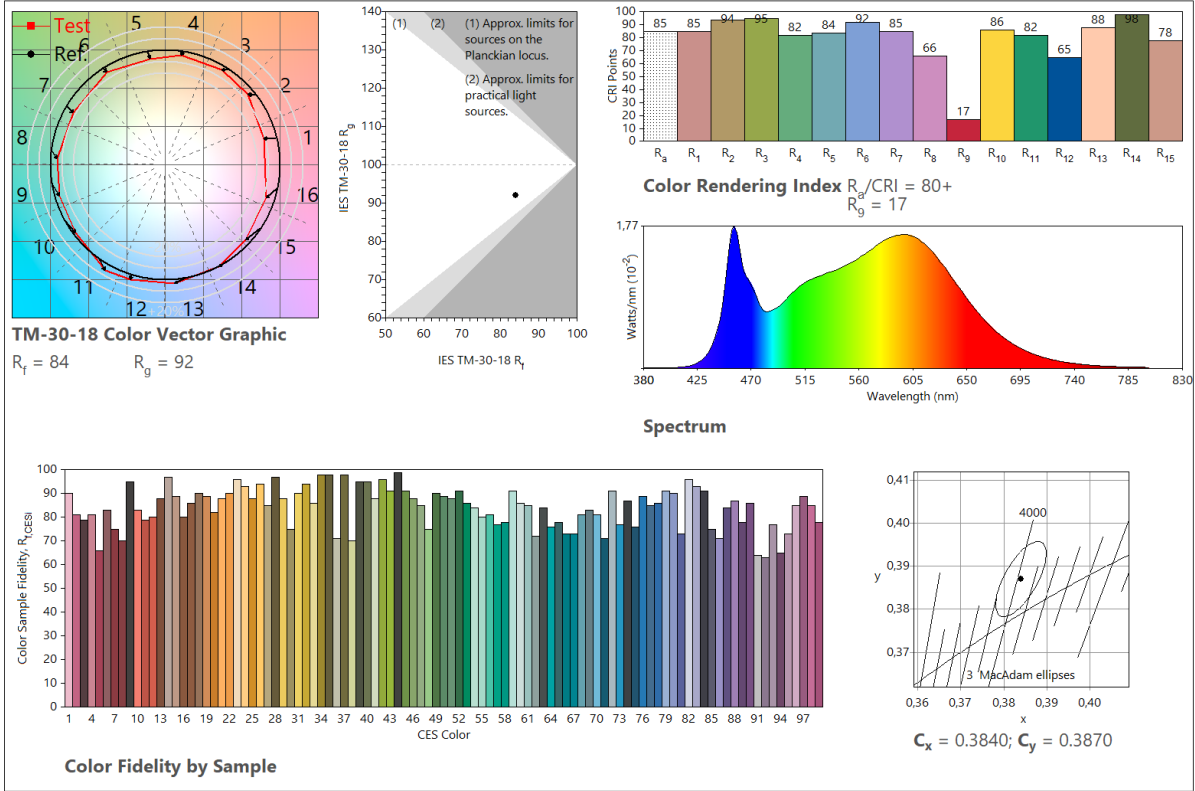 Test
Ref.
1
2
3
4
5
6
7
8
9
10
11
12
13
14
15
16
+20%
TM-30-18 Color Vector Graphic
Rf = 84 Rg = 92
IES TM-30-18 Rg
140
130
120
110
100
90
80
70
60
(1) (2) (1) Approx. limits for
sources on the
Planckian locus.
(2) Approx. limits for
practical light
sources.
50 60 70 80 90 100
IES TM-30-18 Rf
CRI Points
100
90
80
70
60
50
40
30
20
10
0
85 85 94 95 82 84 92 85 66 17 86 82 65 88 98 78
Ra R1 R2 R3 R4 R5 R6 R7 R8 R9 R10 R11 R12 R13 R14 R15
Color Rendering Index Ra/CRI = 80+
R9 = 17
1,77
Watts/nm (10-2)
380 425 470 515 560 605 650 695 740 785 830
Wavelength (nm)
Spectrum
Color Sample Fidelity, Rf,CESi
100
90
80
70
60
50
40
30
20
10
0
1 4 7 10 13 16 19 22 25 28 31 34 37 40 43 46 49 52 55 58 61 64 67 70 73 76 79 82 85 88 91 94 97
CES Color
Color Fidelity by Sample
0,41
0,40
0,39
0,38
0,37
y
4000
3 MacAdam ellipses
0,36 0,37 0,38 0,39 0,40
x
Cx = 0.3840; Cy = 0.3870